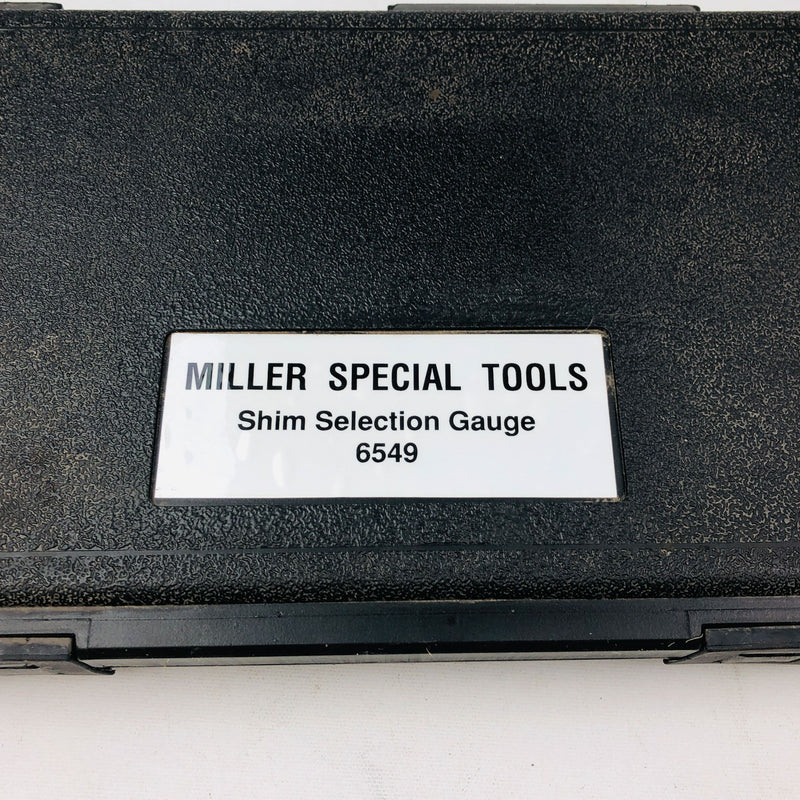 MILLER SPECIAL TOOLS
Shim Selection Gauge
6549